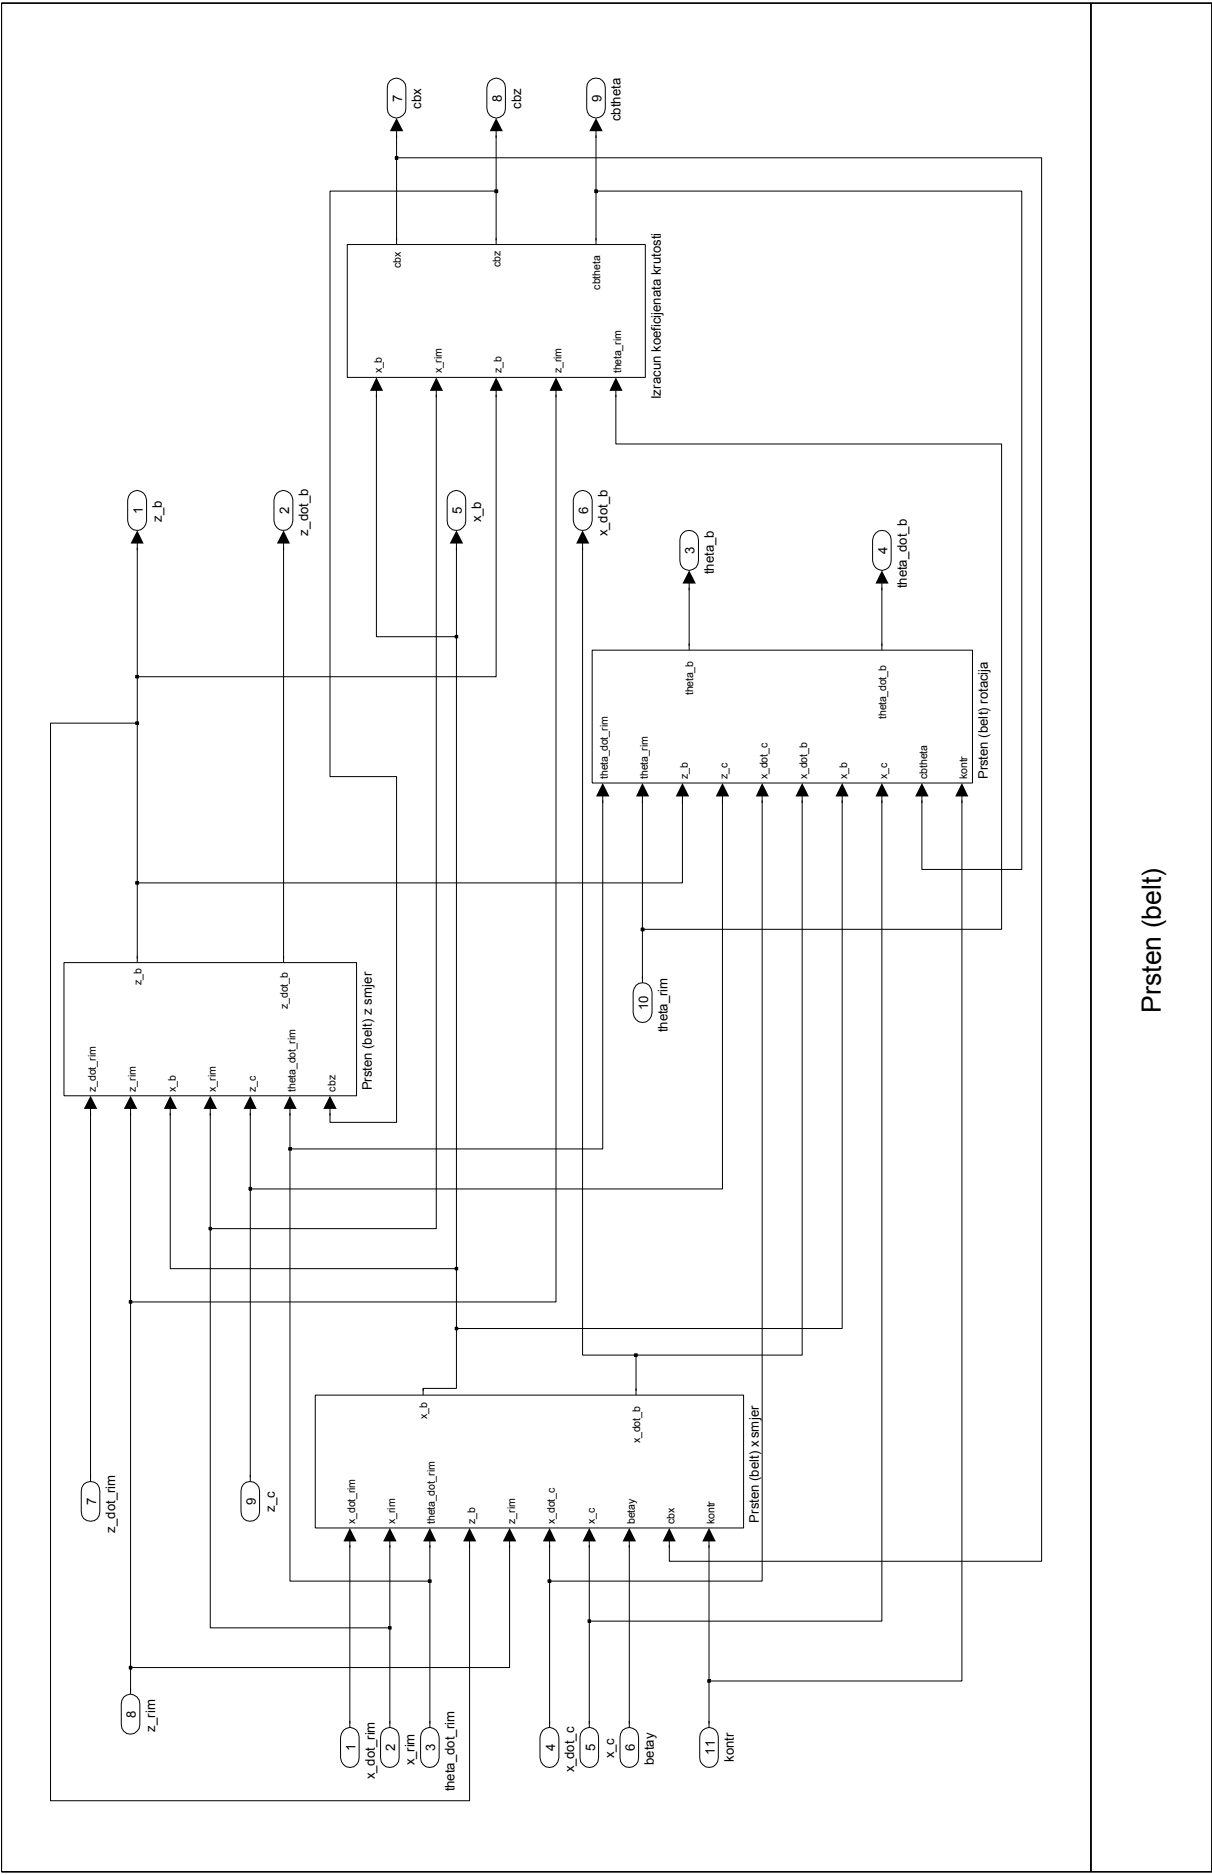 7
cbx
8
cbz
9
cbtheta
cbx
cbz
cbtheta
x_b
x_rim
z_b
z_rim
theta_rim
Izracun koeficijenata krutosti
1
z_b
2
z_dot_b
5
x_b
6
x_dot_b
3
theta_b
4
theta_dot_b
theta_b
theta_dot_b
theta_dot_rim
theta_rim
z_b
z_c
x_dot_c
x_dot_b
x_b
x_c
cbtheta
kontr
Prsten (belt) rotacija
z_b
z_dot_b
z_dot_rim
z_rim
x_b
x_rim
z_c
theta_dot_rim
cbz
Prsten (belt) z smjer
10
theta_rim
x_b
x_dot_b
x_dot_rim
x_rim
theta_dot_rim
z_b
z_rim
x_dot_c
x_c
betay
cbx
kontr
Prsten (belt) x smjer
7
z_dot_rim
9
z_c
8
z_rim
1
x_dot_rim
2
x_rim
3
theta_dot_rim
4
x_dot_c
5
x_c
6
betay
11
kontr
Prsten (belt)